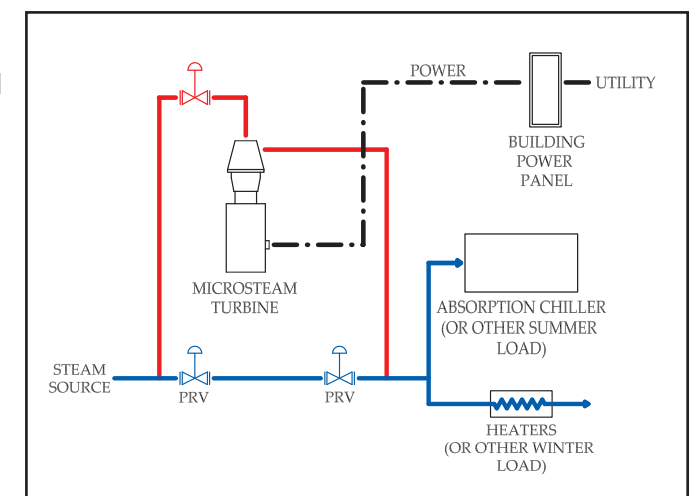 POWER
UTILITY
BUILDING
POWER
PANEL
MICROSTEAM
TURBINE
ABSORPTION CHILLER
(OR OTHER SUMMER
LOAD)
STEAM
SOURCE
PRV
PRV
HEATERS
(OR OTHER WINTER
LOAD)